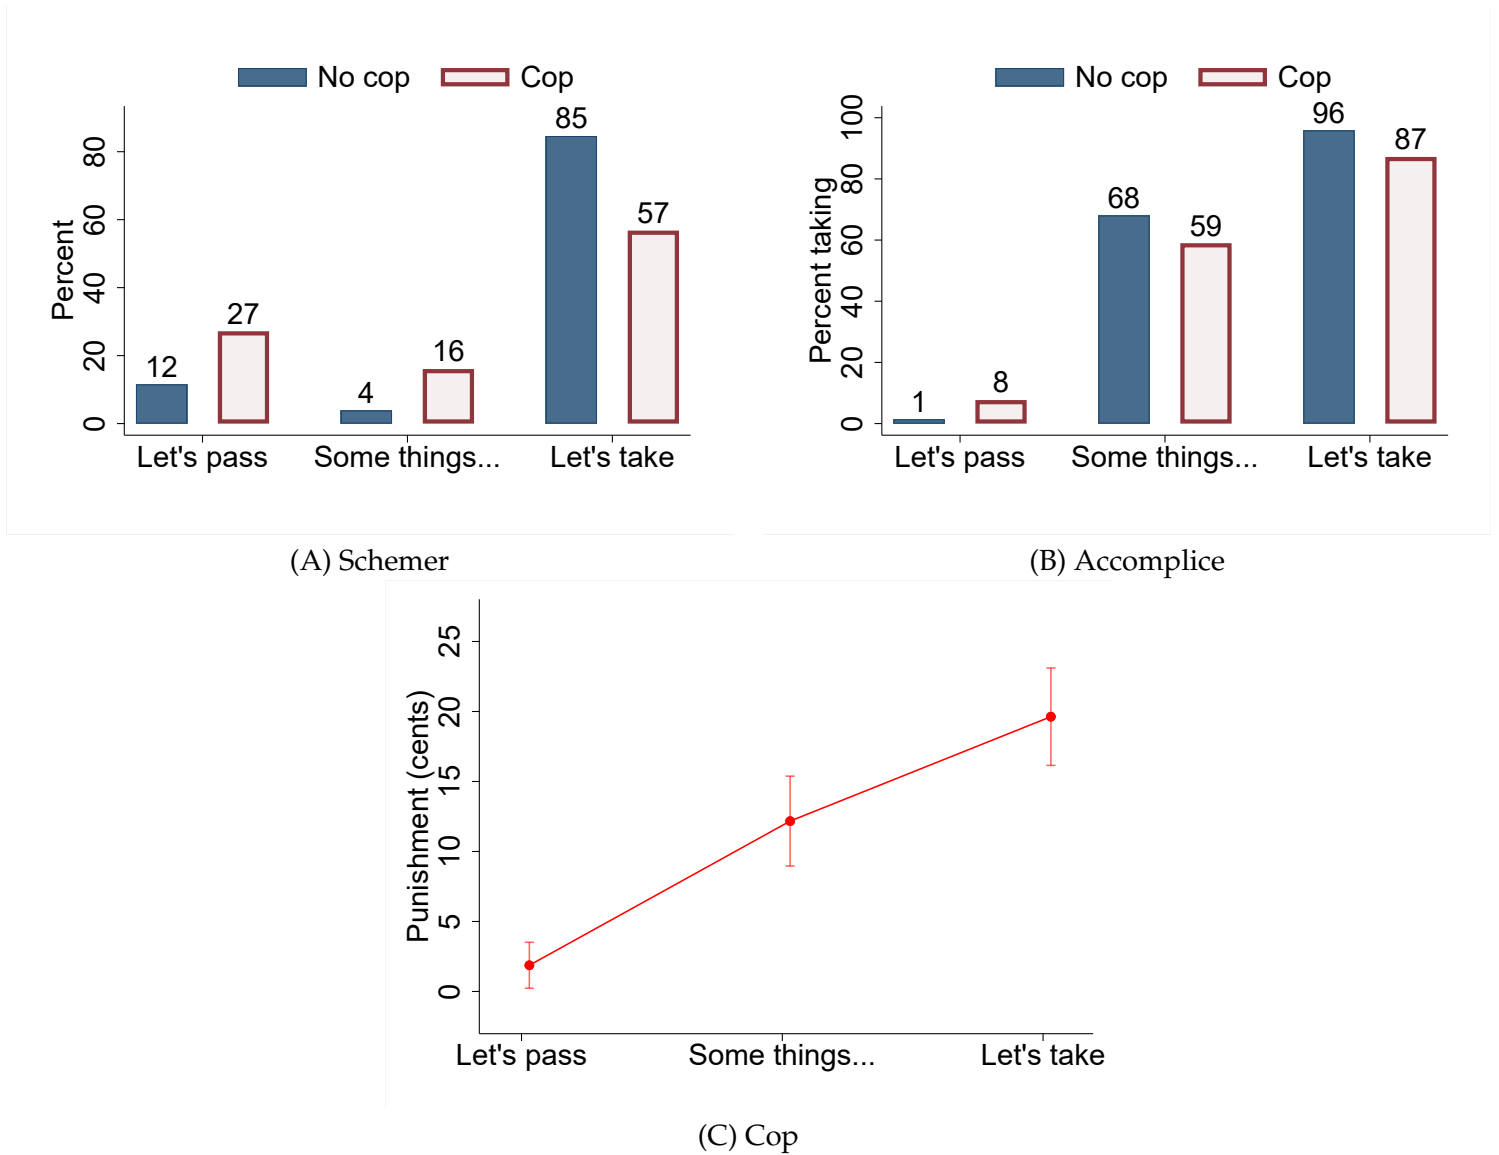 No cop Cop
Percent
0 20 40 60 80
12 27 4 16 85 57
Let's pass Some things... Let's take
(A) Schemer
No cop Cop
Percent taking
0 20 40 60 80 100
1 8 68 59 96 87
Let's pass Some things... Let's take
(B) Accomplice
Punishment (cents)
0 5 10 15 20 25
Let's pass Some things... Let's take
(C) Cop